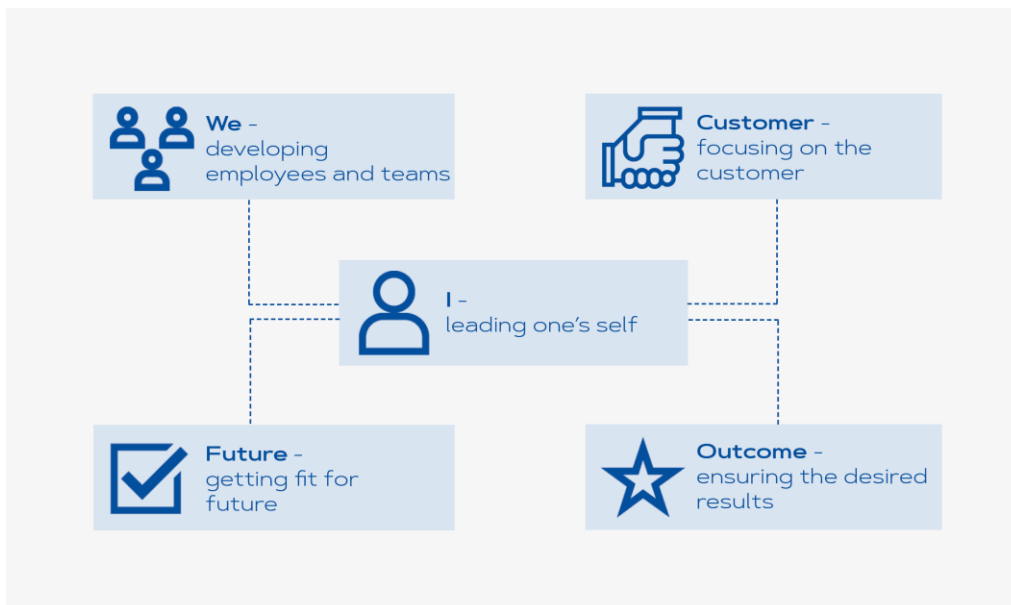 We -
developing
employees and teams
Customer -
focusing on the
customer
I -
leading one's self
Future -
getting fit for
future
Outcome -
ensuring the desired
results